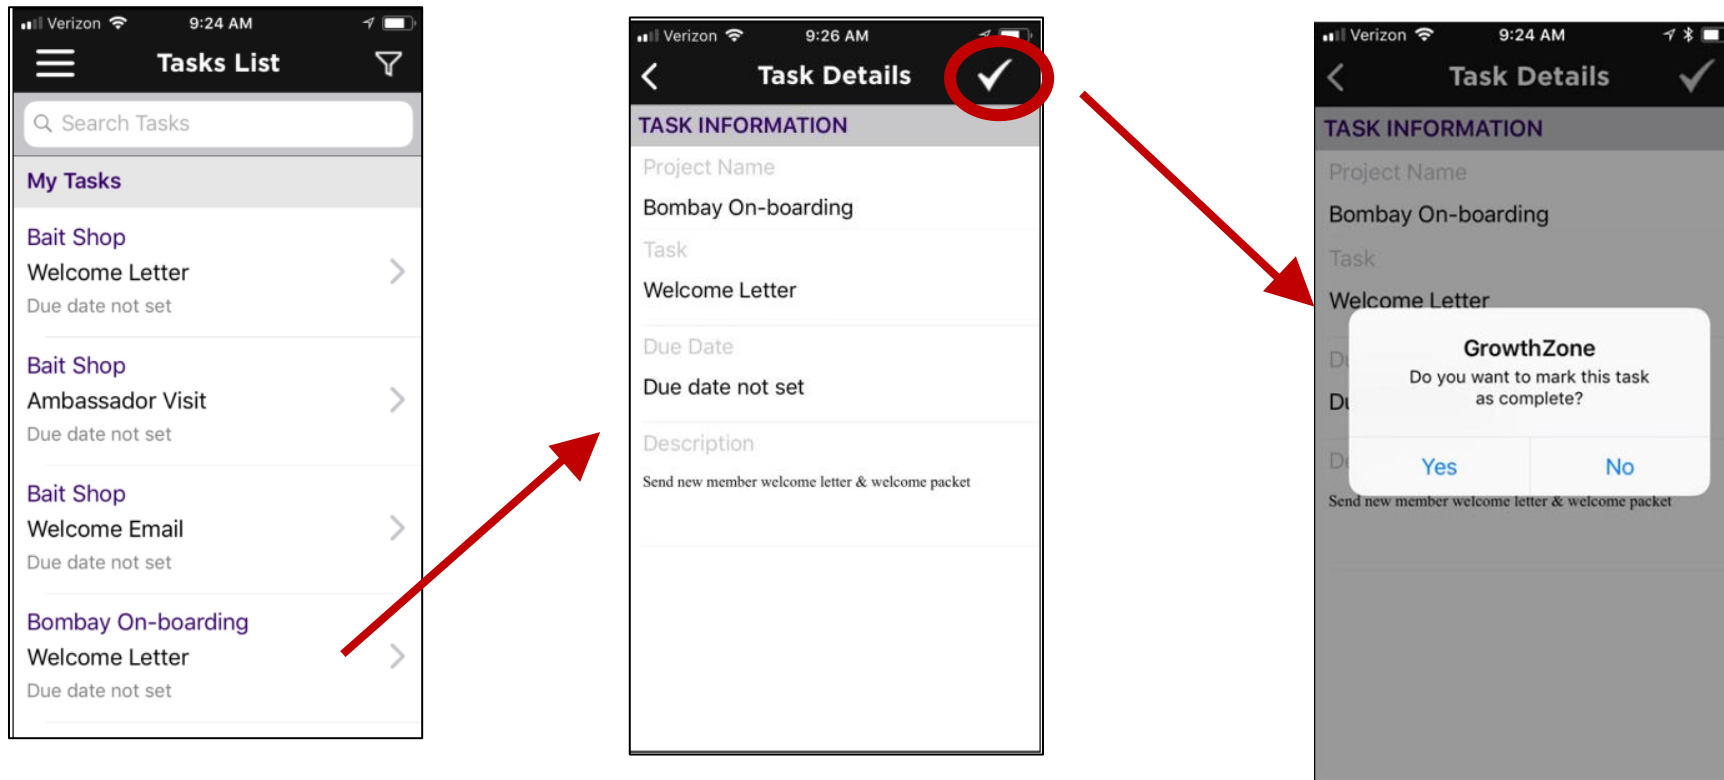 Verizon 9:24 AM
Tasks List
Search Tasks
My Tasks
Bait Shop
Welcome Letter
Due date not set
Bait Shop
Ambassador Visit
Due date not set
Bait Shop
Welcome Email
Due date not set
Bombay On-boarding
Welcome Letter
Due date not set
Verizon 9:26 AM
Task Details
TASK INFORMATION
Project Name
Bombay On-boarding
Task
Welcome Letter
Due Date
Due date not set
Description
Send new member welcome letter & welcome packet
Verizon 9:24 AM
Task Details
TASK INFORMATION
Project Name
Bombay On-boarding
Task
Welcome Letter
GrowthZone
Do you want to mark this task
as complete?
Yes No
Send new member welcome letter & welcome packet